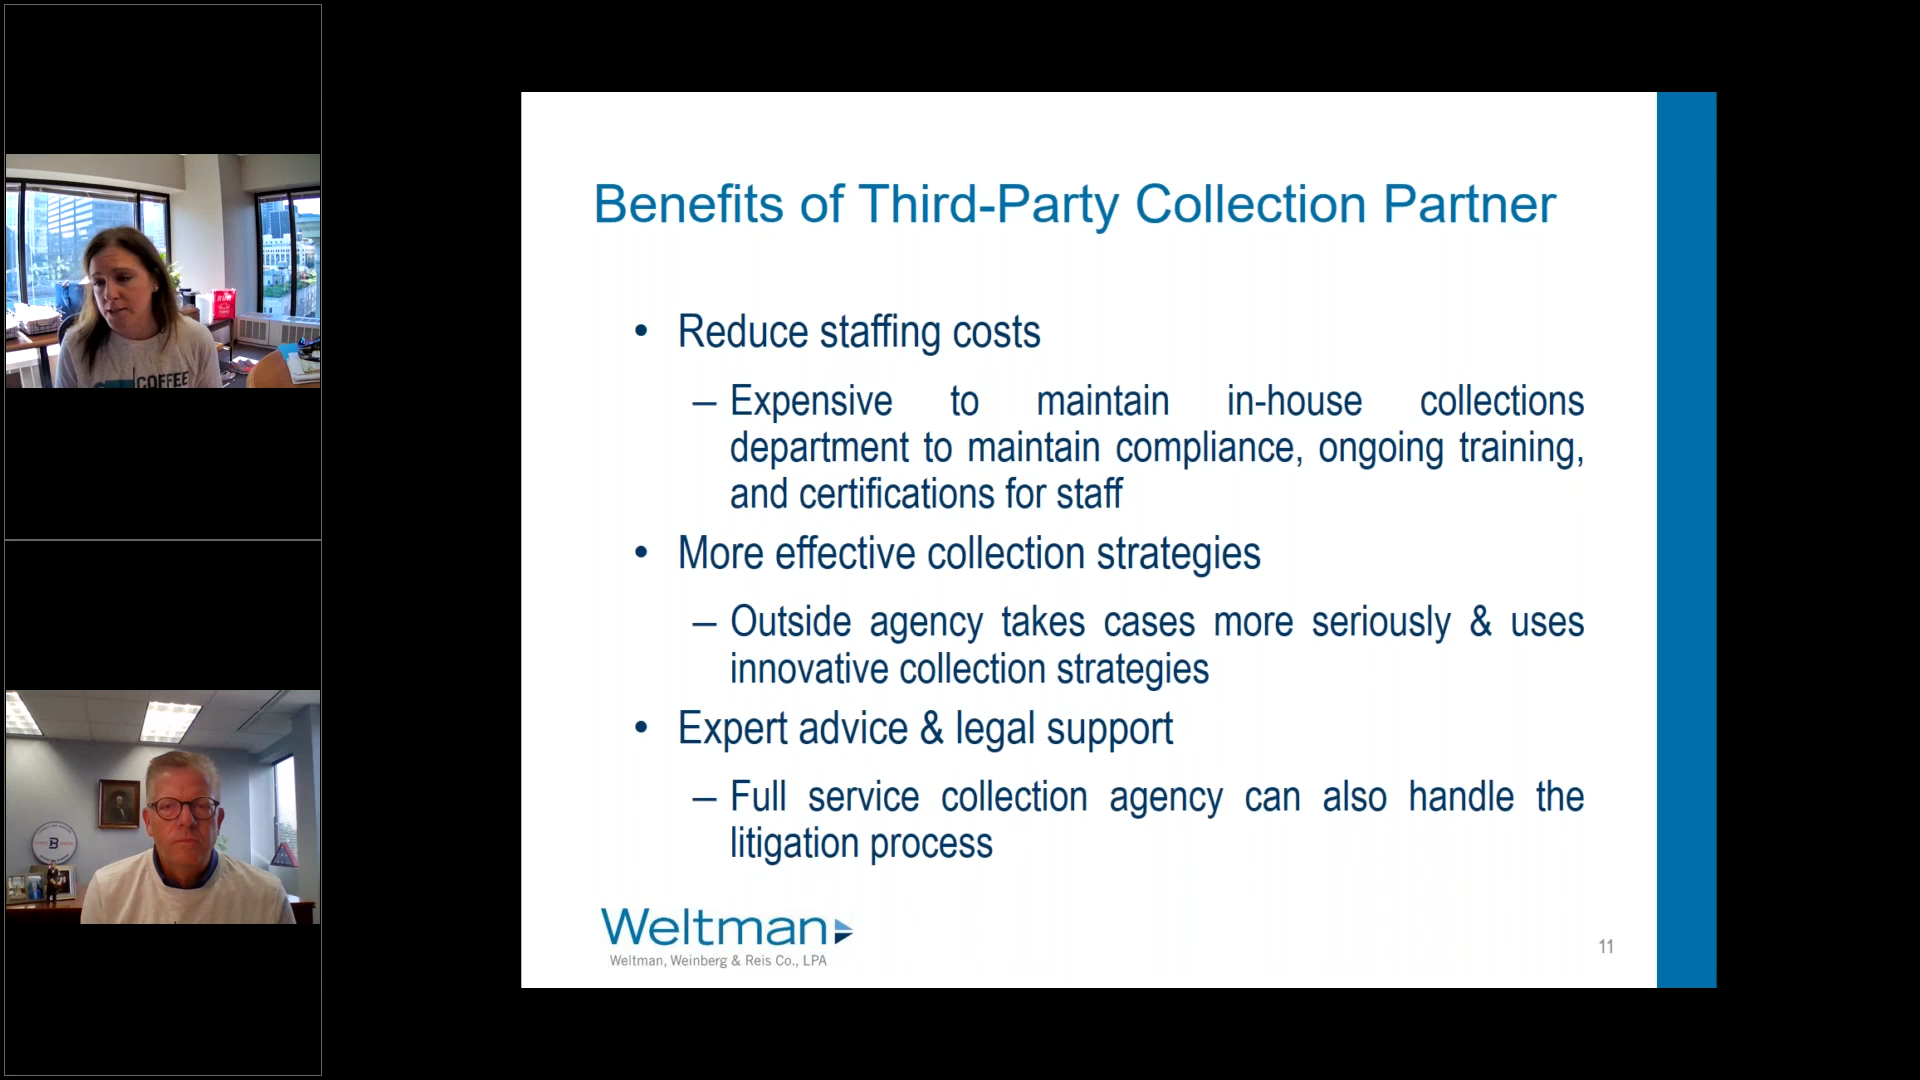 Benefits of Third-Party Collection Partner
• Reduce staffing costs
– Expensive to maintain in-house collections
department to maintain compliance, ongoing training,
and certifications for staff
• More effective collection strategies
– Outside agency takes cases more seriously & uses
innovative collection strategies
• Expert advice & legal support
– Full service collection agency can also handle the
litigation process
Weltman
Weltman, Weinberg & Reis Co., LPA
11
COFFEE
B